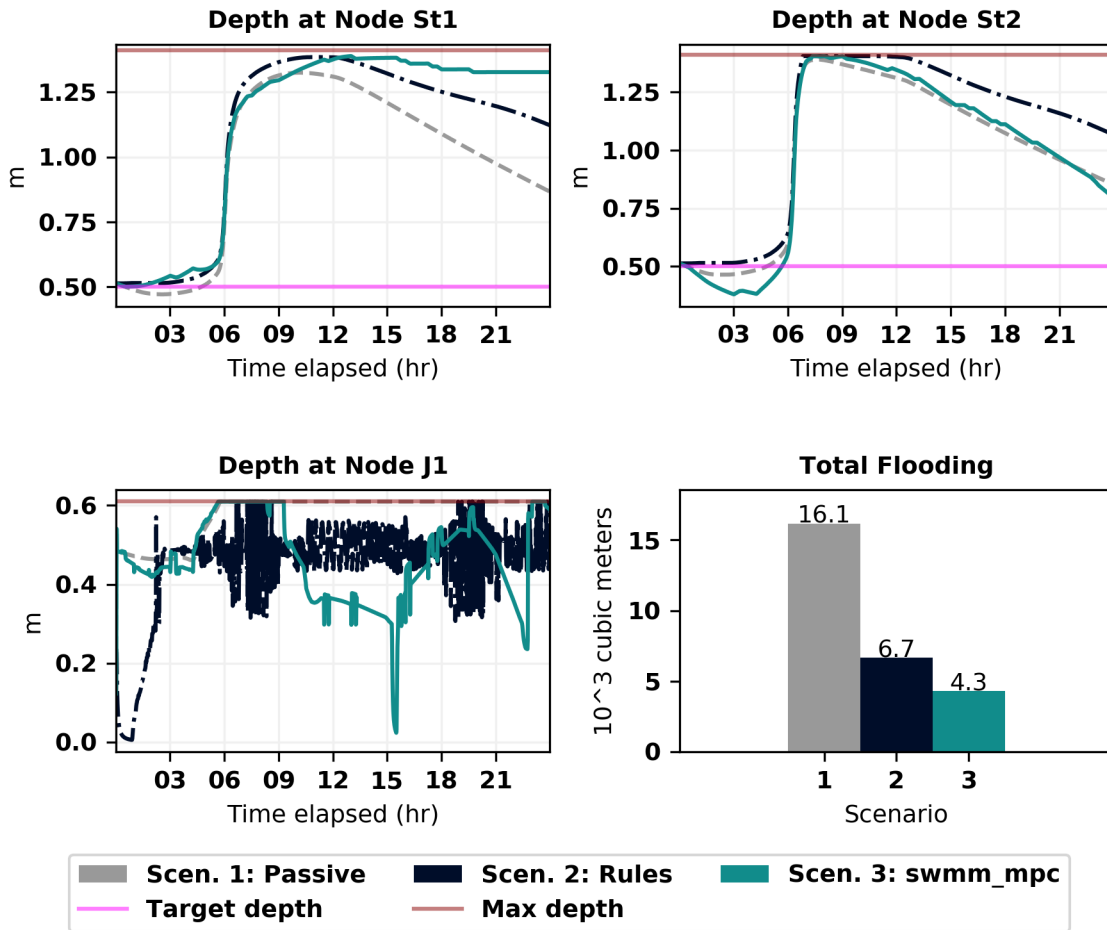 Depth at Node St1
Depth at Node St2
m
1.25
1.00
0.75
0.50
03 06 09 12 15 18 21
Time elapsed (hr)
m
1.25
1.00
0.75
0.50
03 06 09 12 15 18 21
Time elapsed (hr)
Depth at Node J1
m
0.6
0.4
0.2
0.0
03 06 09 12 15 18 21
Time elapsed (hr)
Total Flooding
10^3 cubic meters
15
10
5
0
16.1
6.7
4.3
1 2 3
Scenario
Scen. 1: Passive Scen. 2: Rules Scen. 3: swmm_mpc
Target depth Max depth